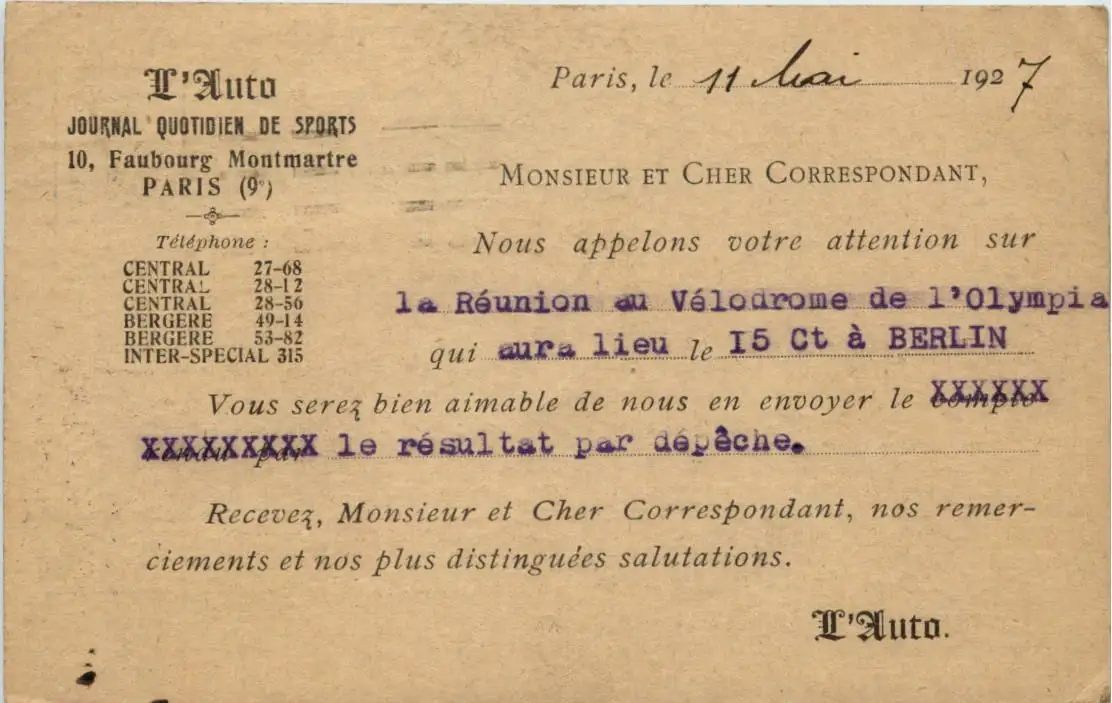 L'Auto
JOURNAL QUOTIDIEN DE SPORTS
10, Faubourg Montmartre
PARIS (9e)
Téléphone :
CENTRAL 27-68
CENTRAL 28-12
CENTRAL 28-56
BERGERE 49-14
BERGERE 53-82
INTER-SPECIAL 315
Paris, le 11 Mai 1927
MONSIEUR ET CHER CORRESPONDANT,
Nous appelons votre attention sur
la Réunion au Vélodrome de l'Olympia
qui aura lieu le I5 Ct à BERLIN
Vous serez bien aimable de nous en envoyer le compte XXXXXX
rendu par XXXXXXXXX le résultat par dépêche.
Recevez, Monsieur et Cher Correspondant, nos remer-
ciements et nos plus distinguées salutations.
L'Auto.